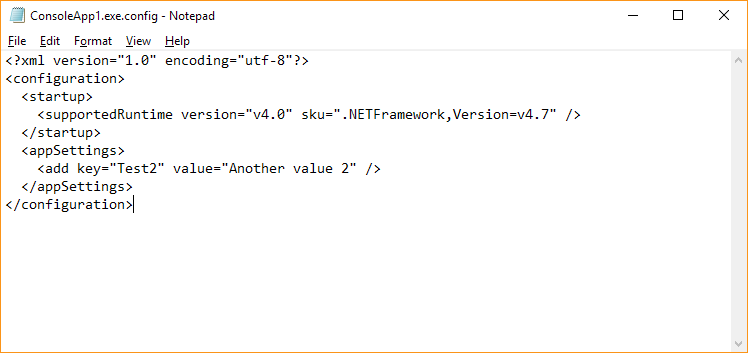 ConsoleApp1.exe.config - Notepad
File Edit Format View Help
<?xml version="1.0" encoding="utf-8"?>
<configuration>
  <startup>
    <supportedRuntime version="v4.0" sku=".NETFramework,Version=v4.7" />
  </startup>
  <appSettings>
    <add key="Test2" value="Another value 2" />
  </appSettings>
</configuration>